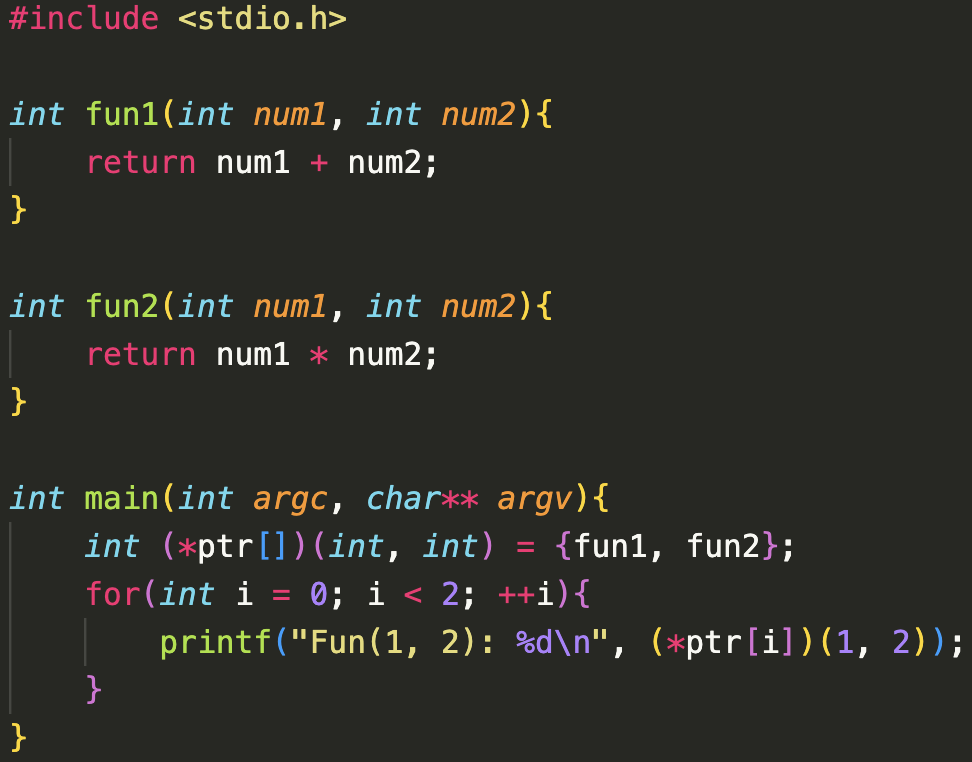 #include <stdio.h>
int fun1(int num1, int num2){
return num1 + num2;
}
int fun2(int num1, int num2){
return num1 * num2;
}
int main(int argc, char** argv){
int (*ptr[])(int, int) = {fun1, fun2};
for(int i = 0; i < 2; ++i){
printf("Fun(1, 2): %d\n", (*ptr[i])(1, 2));
}
}